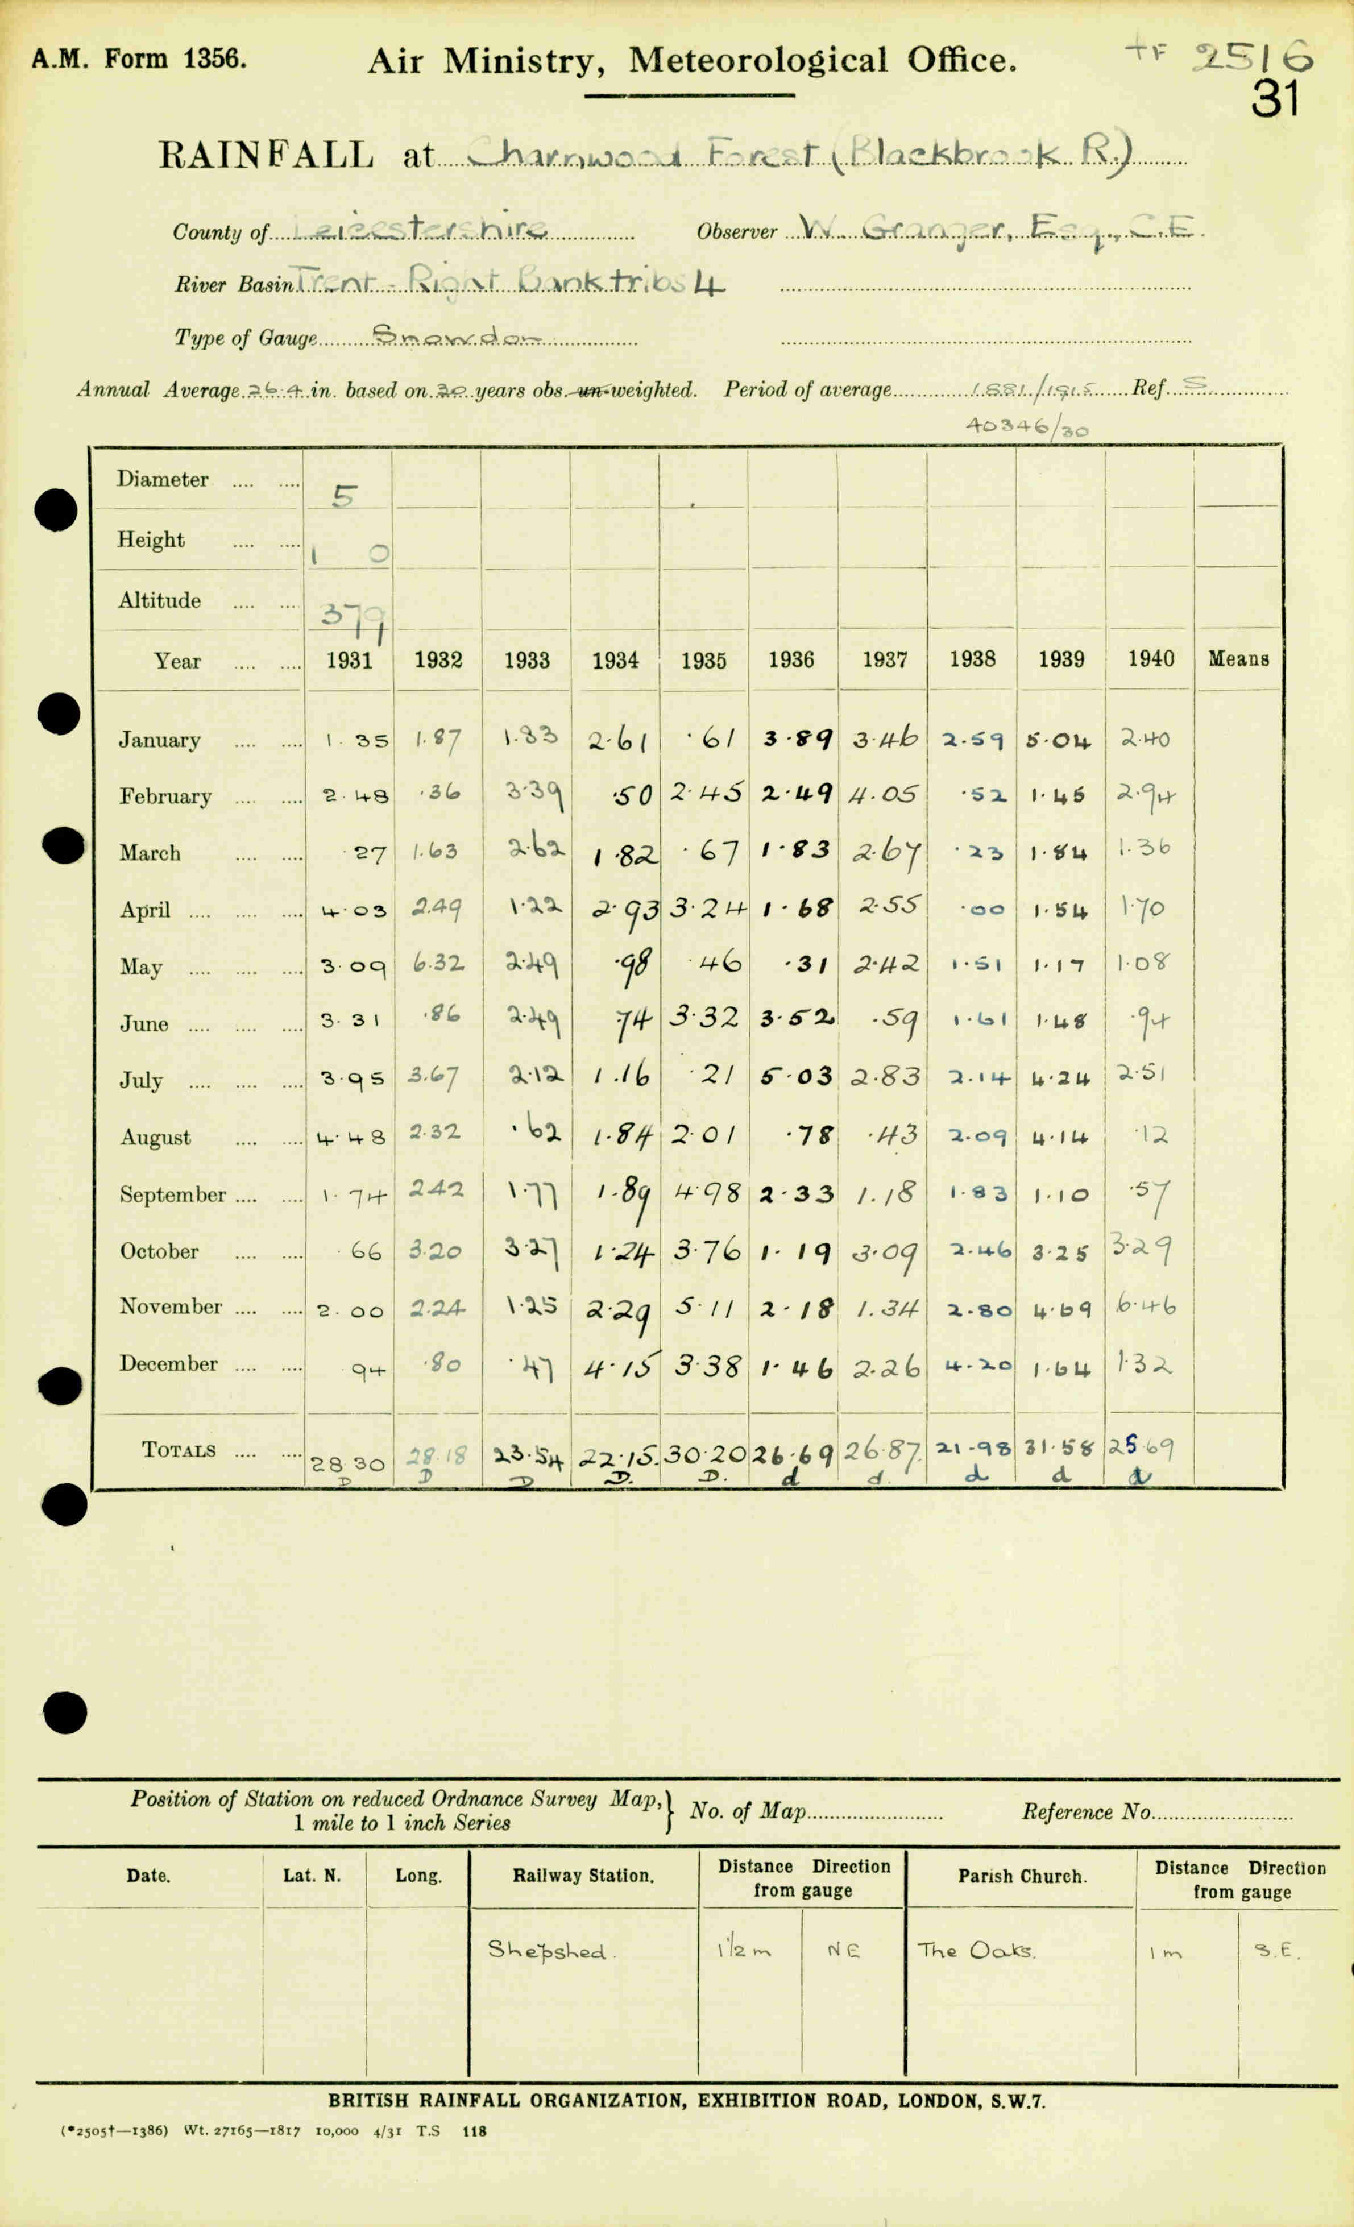 A.M. Form 1356. Air Ministry, Meteorological Office. TF 2516
31
RAINFALL at Charnwood Forest (Blackbrook R.)
County of Leicestershire Observer W. Granger, Esq., C.E.
River Basin Trent - Right Bank tribs 4
Type of Gauge Snowdon
Annual Average 26.4 in. based on 30 years obs. un-weighted. Period of average 1881/1915 Ref. S
40346/30
Diameter .... .... 5
Height .... .... 1 0
Altitude .... .... 379
Year .... .... 1931 1932 1933 1934 1935 1936 1937 1938 1939 1940 Means
January .... .... 1.35 1.87 1.83 2.61 .61 3.89 3.46 2.59 5.04 2.40
February .... .... 2.48 .36 3.39 .50 2.45 2.49 4.05 .52 1.45 2.94
March .... .... .27 1.63 2.62 1.82 .67 1.83 2.67 .23 1.84 1.36
April .... .... .... 4.03 2.49 1.22 2.93 3.24 1.68 2.55 .00 1.54 1.70
May .... .... .... 3.09 6.32 2.49 .98 .46 .31 2.42 1.51 1.17 1.08
June .... .... .... 3.31 .86 2.49 74 3.32 3.52 .59 1.61 1.48 .94
July .... .... .... 3.95 3.67 2.12 1.16 .21 5.03 2.83 2.14 4.24 2.51
August .... .... 4.48 2.32 .62 1.84 2.01 .78 .43 2.09 4.14 .12
September .... .... 1.74 2.42 1.77 1.89 4.98 2.33 1.18 1.83 1.10 .57
October .... .... .66 3.20 3.27 1.24 3.76 1.19 3.09 2.46 3.25 3.29
November .... .... 2.00 2.24 1.25 2.29 5.11 2.18 1.34 2.80 4.69 6.46
December .... .... 94 .80 .47 4.15 3.38 1.46 2.26 4.20 1.64 1.32
TOTALS .... .... 28.30 28.18 23.54 22.15 30.20 26.69 26.87 21.98 31.58 25.69
D D D D. D. d d. d d d
Position of Station on reduced Ordnance Survey Map, } No. of Map Reference No.
1 mile to 1 inch Series
Date. Lat. N. Long. Railway Station. Distance Direction from gauge Parish Church. Distance Direction from gauge
Shepshed. 1½ m NE The Oaks. 1 m S.E.
BRITISH RAINFALL ORGANIZATION, EXHIBITION ROAD, LONDON, S.W.7.
(*2505†—1386) Wt. 27165—1817 10,000 4/31 T.S 118